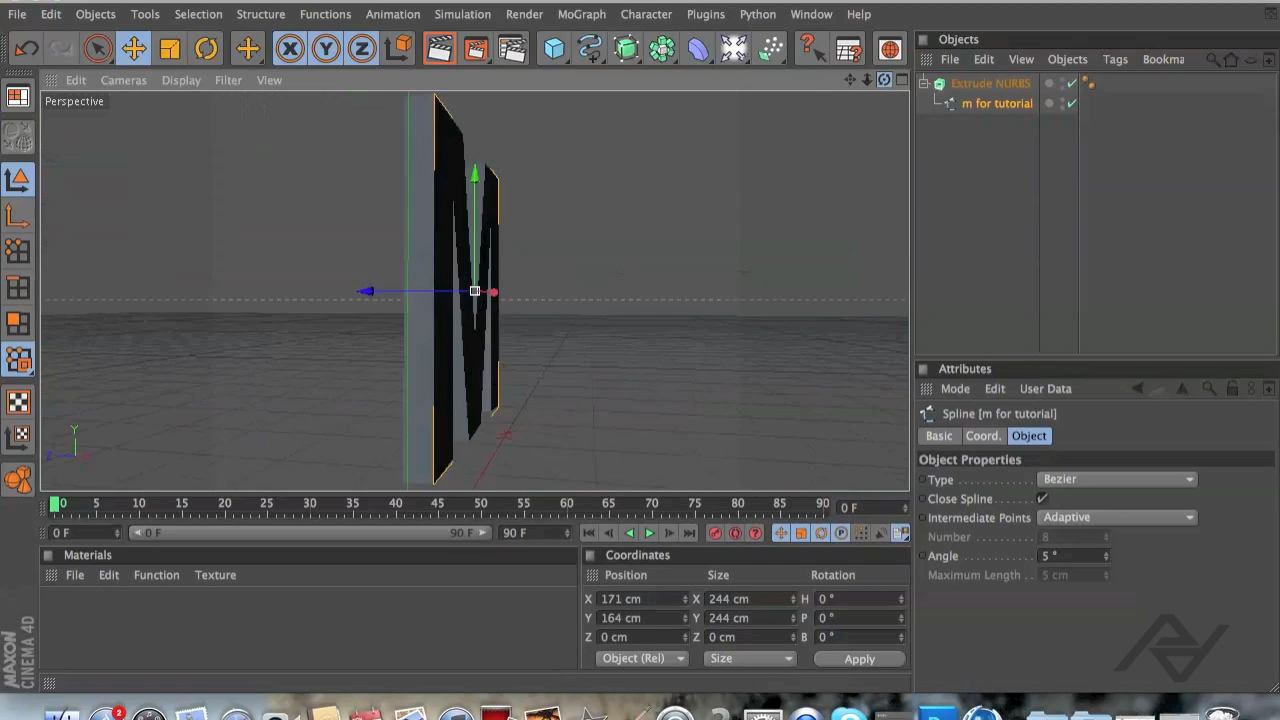 File Edit Objects Tools Selection Structure Functions Animation Simulation Render MoGraph Character Plugins Python Window Help
X Y Z
Objects
File Edit View Objects Tags Bookma
Edit Cameras Display Filter View
Perspective
Extrude NURBS
m for tutorial
Y
Z
Attributes
Mode Edit User Data
Spline [m for tutorial]
Basic Coord. Object
Object Properties
Type Bezier
Close Spline
Intermediate Points Adaptive
Number 8
Angle 5 °
Maximum Length 5 cm
0 5 10 15 20 25 30 35 40 45 50 55 60 65 70 75 80 85 90 0 F
0 F 0 F 90 F 90 F
Materials
File Edit Function Texture
Coordinates
Position Size Rotation
X 171 cm X 244 cm H 0 °
Y 164 cm Y 244 cm P 0 °
Z 0 cm Z 0 cm B 0 °
Object (Rel) Size Apply
MAXON
CINEMA 4D
2